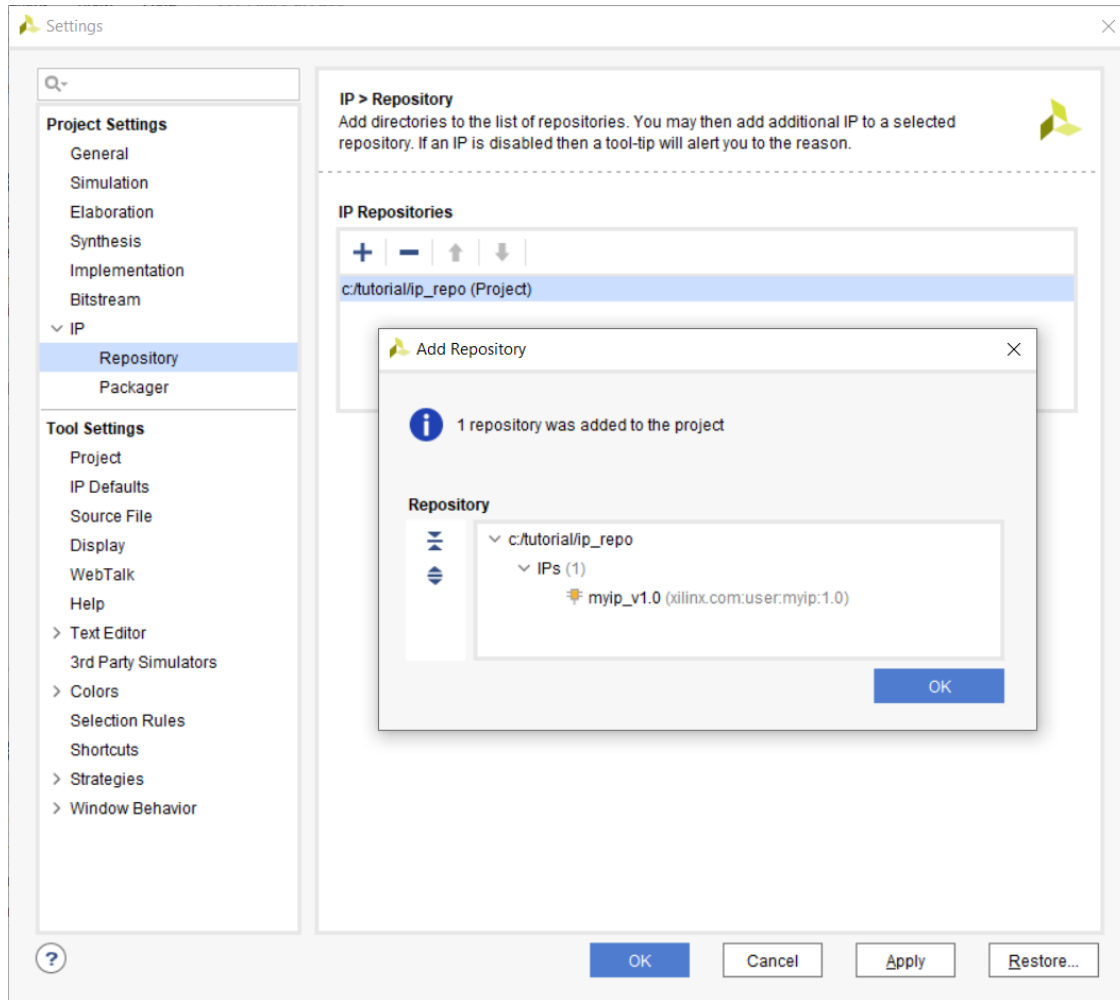 Settings
Project Settings
General
Simulation
Elaboration
Synthesis
Implementation
Bitstream
IP
Repository
Packager
Tool Settings
Project
IP Defaults
Source File
Display
WebTalk
Help
Text Editor
3rd Party Simulators
Colors
Selection Rules
Shortcuts
Strategies
Window Behavior
IP > Repository
Add directories to the list of repositories. You may then add additional IP to a selected
repository. If an IP is disabled then a tool-tip will alert you to the reason.
IP Repositories
c:/tutorial/ip_repo (Project)
Add Repository
1 repository was added to the project
Repository
c:/tutorial/ip_repo
IPs (1)
myip_v1.0 (xilinx.com:user:myip:1.0)
OK
?
OK
Cancel
Apply
Restore...